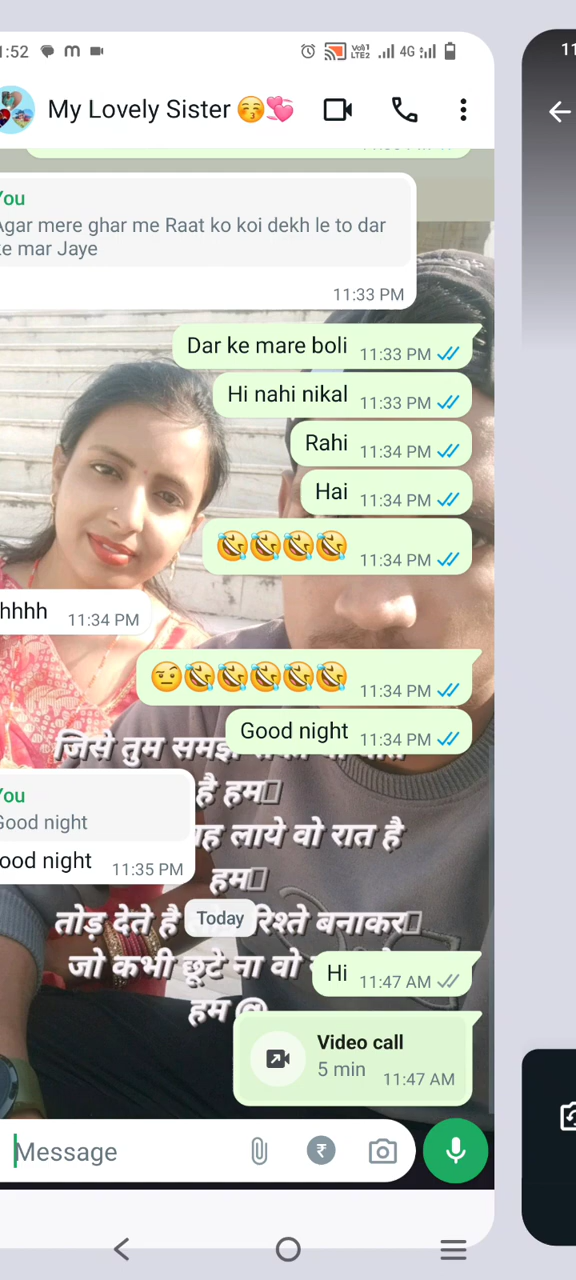 :52
4G
11
My Lovely Sister 😚💞
You
Agar mere ghar me Raat ko koi dekh le to dar
ke mar Jaye
11:33 PM
Dar ke mare boli 11:33 PM
Hi nahi nikal 11:33 PM
Rahi 11:34 PM
Hai 11:34 PM
🤣🤣🤣🤣 11:34 PM
hhhh 11:34 PM
🤨🤣🤣🤣🤣🤣 11:34 PM
Good night 11:34 PM
जिसे तुम
You
Good night
है हम
ood night 11:35 PM
लाये वो रात है
हम
तोड़ देते है
Today
रिश्ते बनाकर
जो कभी छूटे ना वो
Hi 11:47 AM
हम
Video call
5 min 11:47 AM
Message